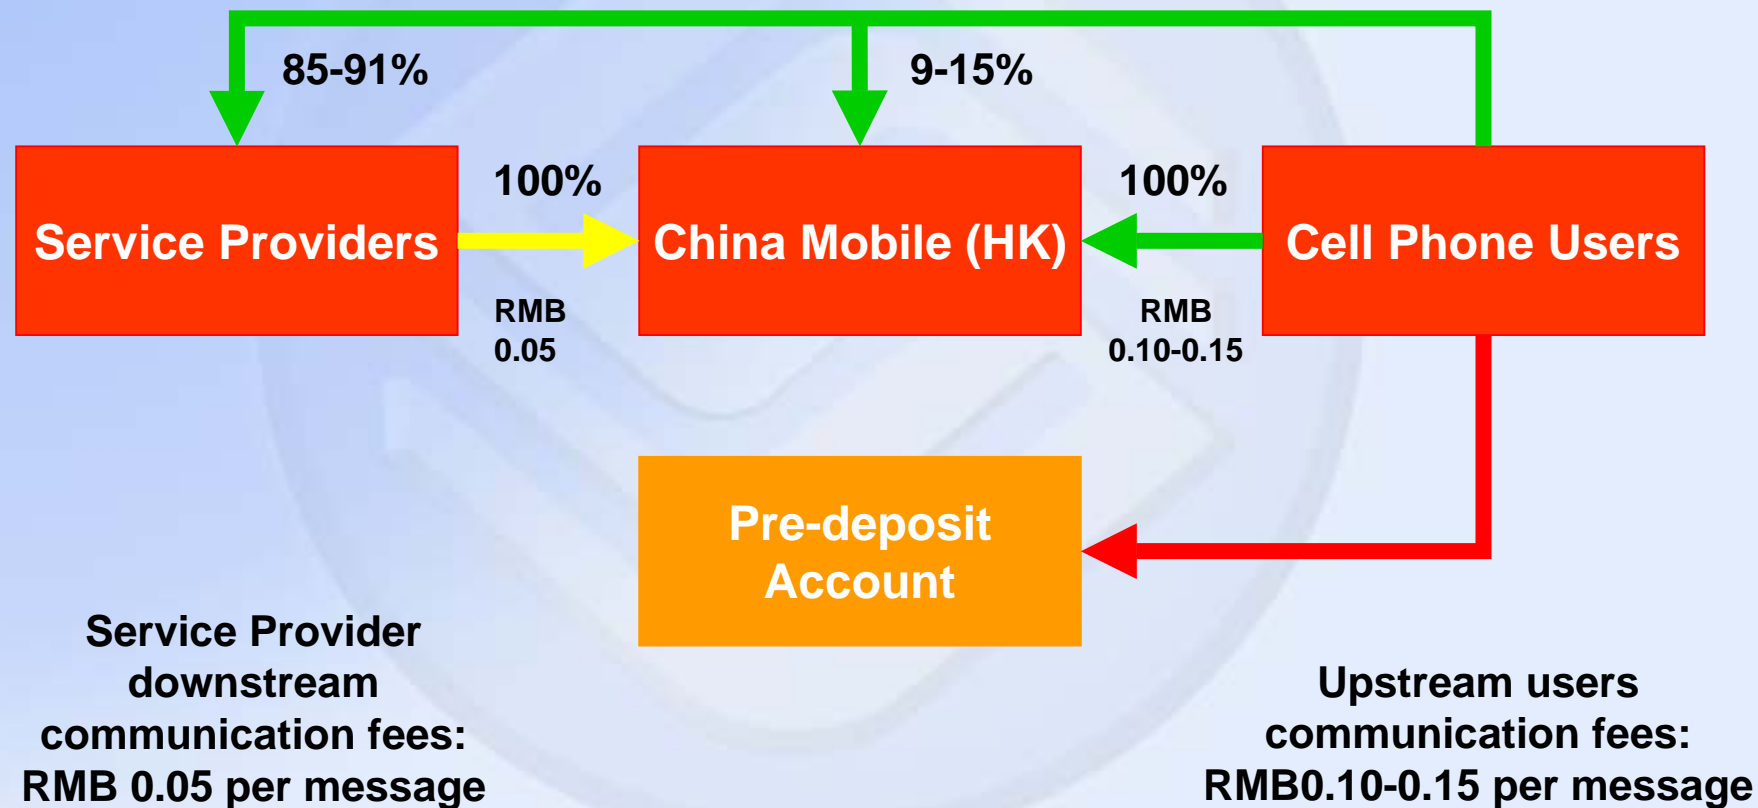 85-91%
9-15%
100%
100%
Service Providers
China Mobile (HK)
Cell Phone Users
RMB
0.05
RMB
0.10-0.15
Pre-deposit
Account
Service Provider
downstream
communication fees:
RMB 0.05 per message
Upstream users
communication fees:
RMB0.10-0.15 per message